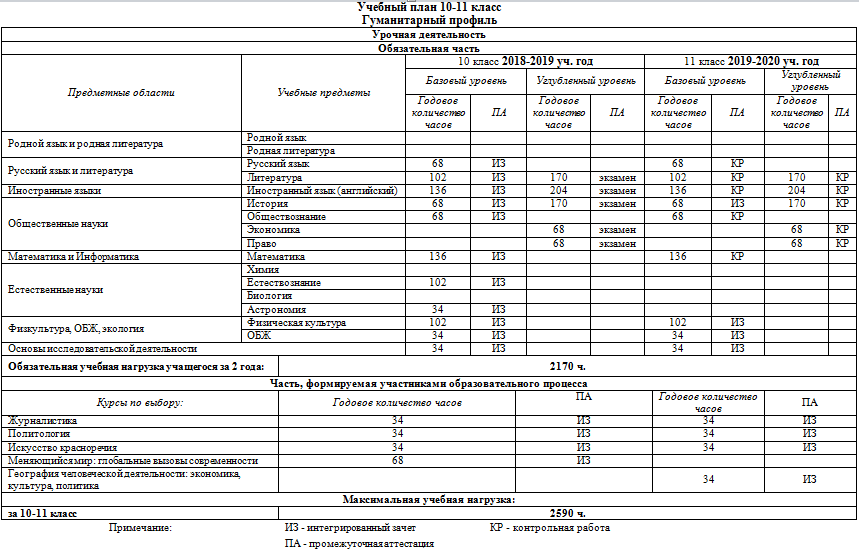 Учебный план 10-11 класс
Гуманитарный профиль
Урочная деятельность
Обязательная часть
Предметные области Учебные предметы 10 класс 2018-2019 уч. год 11 класс 2019-2020 уч. год
Базовый уровень Углубленный уровень Базовый уровень Углубленный уровень
Годовое количество часов ПА Годовое количество часов ПА Годовое количество часов ПА Годовое количество часов ПА
Родной язык и родная литература Родной язык
Родная литература
Русский язык и литература Русский язык 68 ИЗ 68 КР
Литература 102 ИЗ 170 экзамен 102 КР 170 КР
Иностранные языки Иностранный язык (английский) 136 ИЗ 204 экзамен 136 КР 204 КР
Общественные науки История 68 ИЗ 170 экзамен 68 ИЗ 170 КР
Обществознание 68 ИЗ 68 КР
Экономика 68 экзамен 68 КР
Право 68 экзамен 68 КР
Математика и Информатика Математика 136 ИЗ 136 КР
Естественные науки Химия
Естествознание 102 ИЗ
Биология
Астрономия 34 ИЗ
Физкультура, ОБЖ, экология Физическая культура 102 ИЗ 102 ИЗ
ОБЖ 34 ИЗ 34 ИЗ
Основы исследовательской деятельности 34 ИЗ 34 ИЗ
Обязательная учебная нагрузка учащегося за 2 года: 2170 ч.
Часть, формируемая участниками образовательного процесса
Курсы по выбору: Годовое количество часов ПА Годовое количество часов ПА
Журналистика 34 ИЗ 34 ИЗ
Политология 34 ИЗ 34 ИЗ
Искусство красноречия 34 ИЗ 34 ИЗ
Меняющийся мир: глобальные вызовы современности 68 ИЗ
География человеческой деятельности: экономика,
культура, политика 34 ИЗ
Максимальная учебная нагрузка:
за 10-11 класс 2590 ч.
Примечание: ИЗ - интегрированный зачет КР - контрольная работа
ПА - промежуточная аттестация